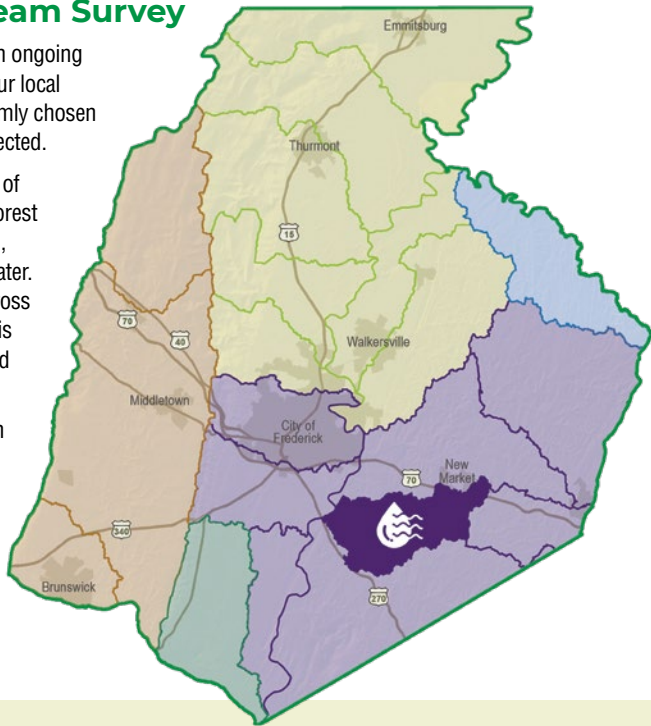 eam Survey
n ongoing
ur local
mly chosen
ected.
of
orest
,
ater.
oss
is
d
n
Emmitsburg
Thurmont
15
Walkersville
70
40
Middletown
City of
Frederick
New
Market
70
340
Brunswick
270